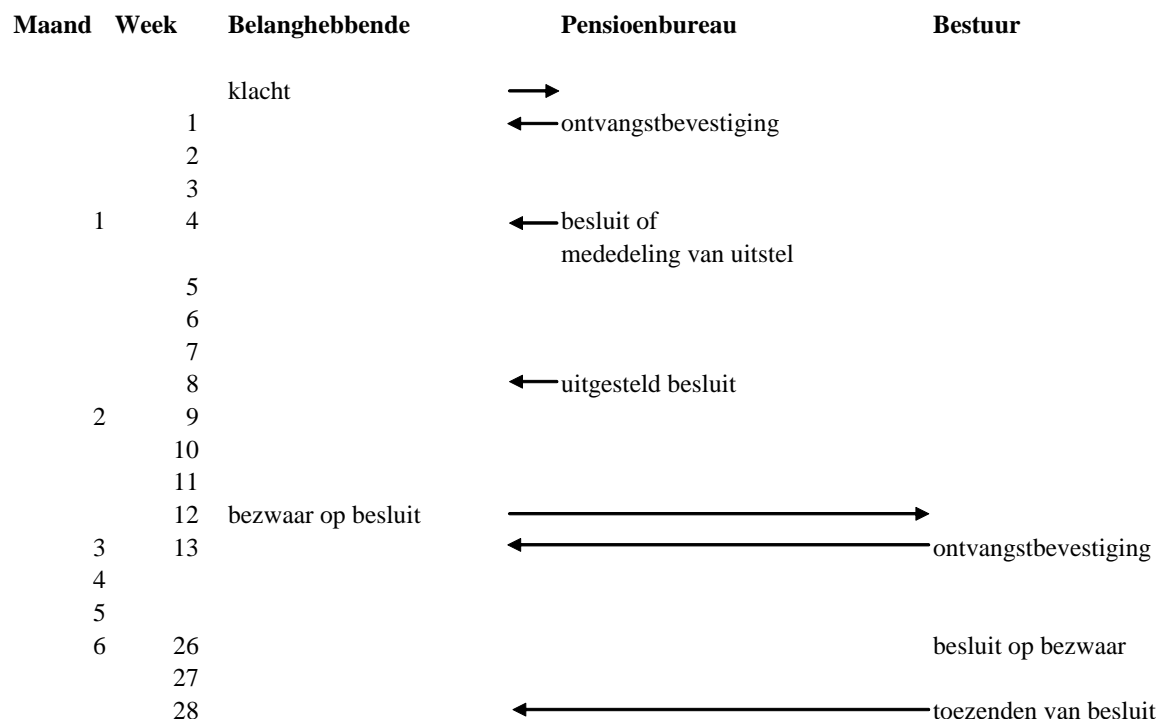 Maand Week Belanghebbende Pensioenbureau Bestuur
klacht
1 ontvangstbevestiging
2
3
1 4 besluit of
mededeling van uitstel
5
6
7
8 uitgesteld besluit
2 9
10
11
12 bezwaar op besluit
3 13 ontvangstbevestiging
4
5
6 26 besluit op bezwaar
27
28 toezenden van besluit